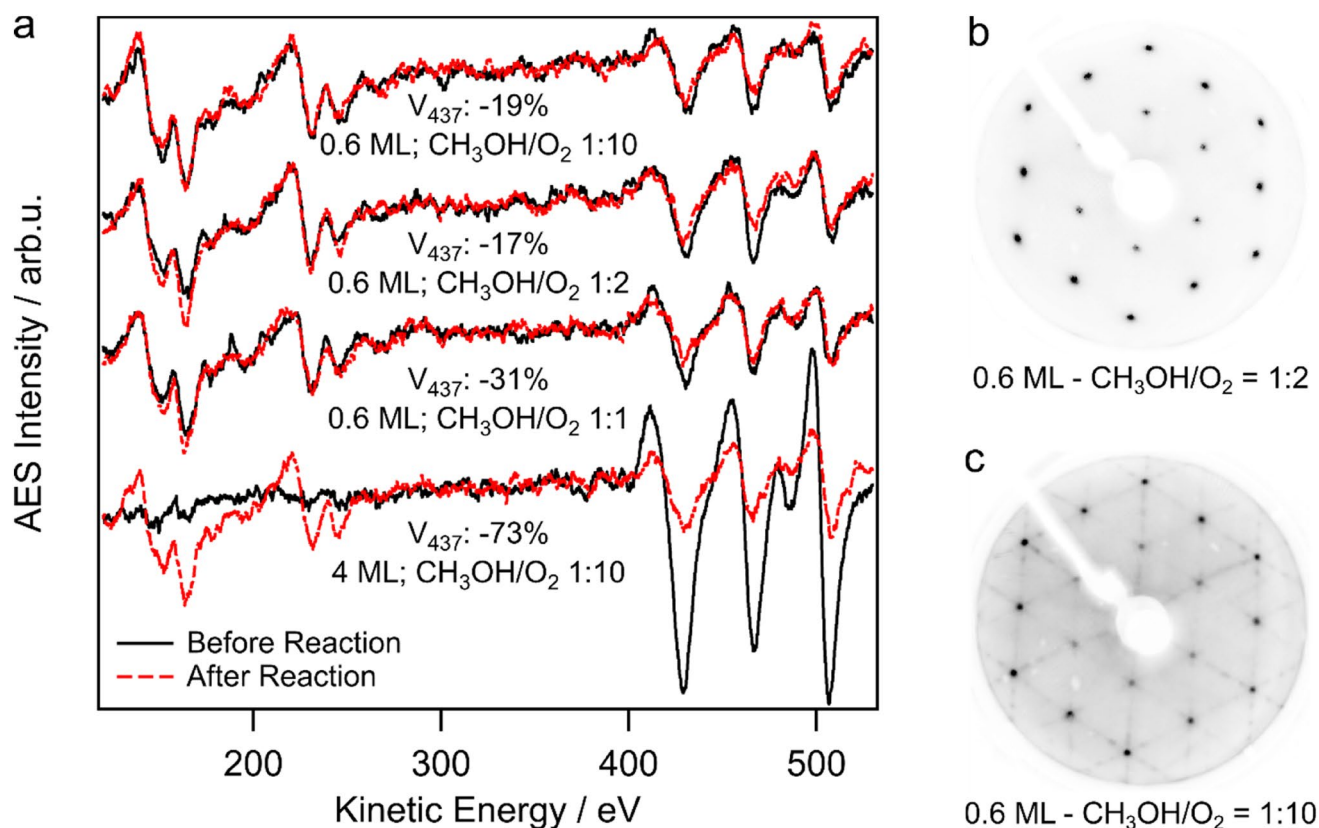 a
AES Intensity / arb.u.
V₄₃₇: -19%
0.6 ML; CH₃OH/O₂ 1:10
V₄₃₇: -17%
0.6 ML; CH₃OH/O₂ 1:2
V₄₃₇: -31%
0.6 ML; CH₃OH/O₂ 1:1
V₄₃₇: -73%
4 ML; CH₃OH/O₂ 1:10
Before Reaction
After Reaction
200 300 400 500
Kinetic Energy / eV
b
0.6 ML - CH₃OH/O₂ = 1:2
c
0.6 ML - CH₃OH/O₂ = 1:10